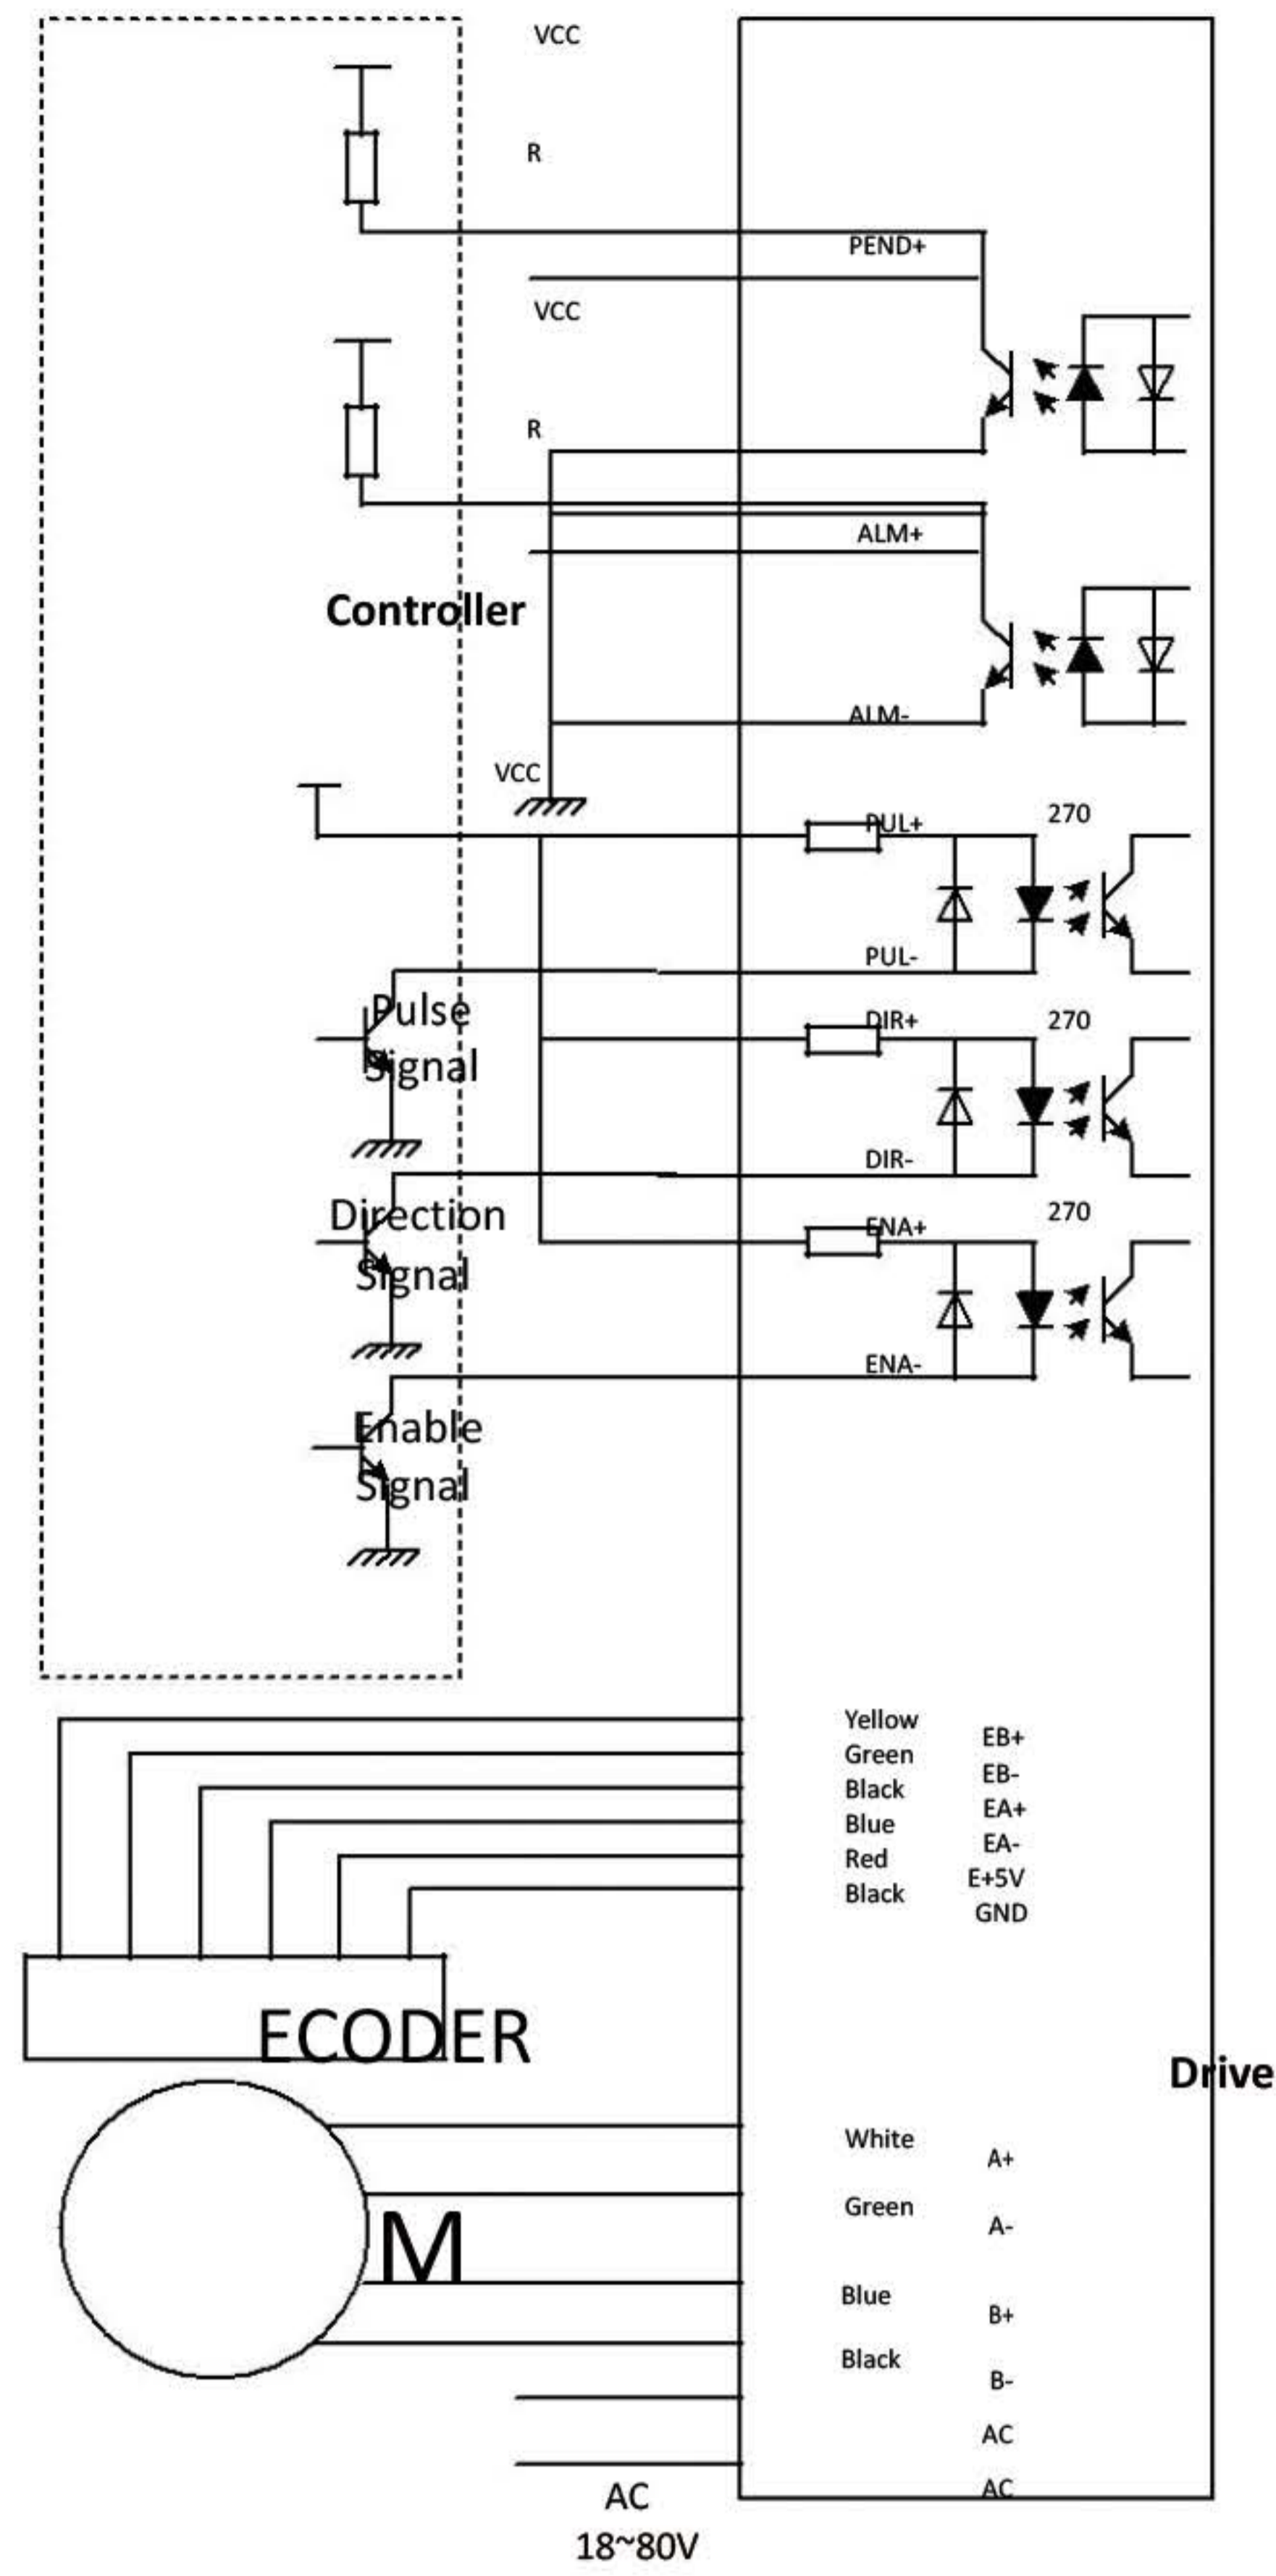 VCC
R
PEND+
VCC
R
ALM+
Controller
ALM-
VCC
PUL+ 270
PUL-
Pulse
Signal
DIR+ 270
DIR-
Direction
Signal
ENA+ 270
ENA-
Enable
Signal
Yellow EB+
Green EB-
Black EA+
Blue EA-
Red E+5V
Black GND
ECODER
Drive
White A+
Green A-
M
Blue B+
Black B-
AC
AC
AC
18~80V